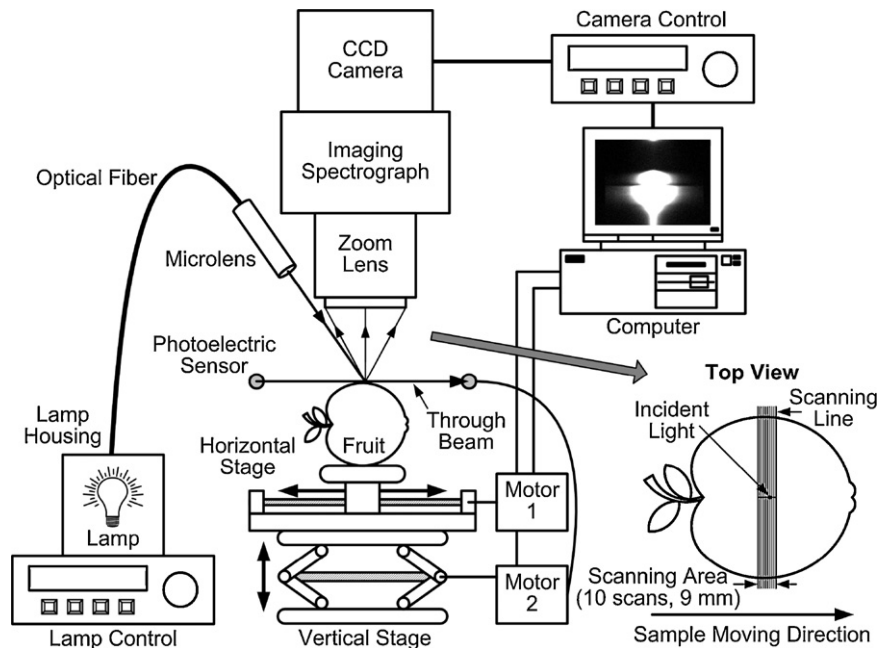 Camera Control
CCD
Camera
Imaging
Spectrograph
Optical Fiber
Zoom
Lens
Microlens
Computer
Photoelectric
Sensor
Top View
Scanning
Line
Incident
Light
Through
Beam
Lamp
Housing
Horizontal
Stage
Fruit
Motor
1
Lamp
Motor
2
Scanning Area
(10 scans, 9 mm)
Lamp Control
Vertical Stage
Sample Moving Direction